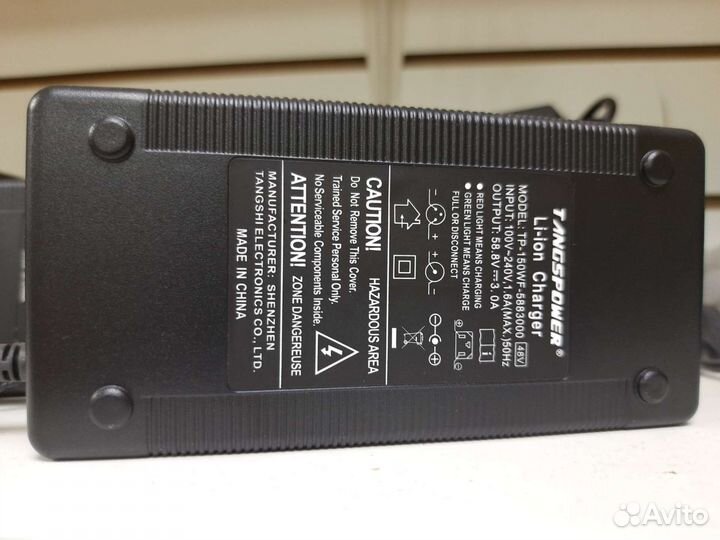 TANGSPOWER®
Li-ion Charger
MODEL: TP-150WF-5883000 48V
INPUT: 100V~240V,1.6A(MAX.)50Hz
OUTPUT: 58.8V⎓3.0A
● RED LIGHT MEANS CHARGING
● GREEN LIGHT MEANS CHARGE
FULL OR DISCONNECT
CAUTION! HAZARDOUS AREA
Do Not Remove This Cover.
Trained Service Personal Only.
No Serviceable Components Inside.
ATTENTION! ZONE DANGEREUSE
MANUFACTURER: SHENZHEN
TANGSHI ELECTRONICS CO., LTD.
MADE IN CHINA
Avito